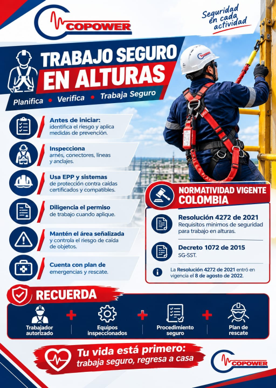 COPOWER
Seguridad
en cada
actividad
TRABAJO SEGURO
EN ALTURAS
Planifica • Verifica • Trabaja Seguro
Antes de iniciar:
identifica el riesgo y aplica
medidas de prevención.
Inspecciona
arnés, conectores, líneas
y anclajes.
Usa EPP y sistemas
de protección contra caídas
certificados y compatibles.
Diligencia el permiso
de trabajo cuando aplique.
Mantén el área señalizada
y controla el riesgo de caída
de objetos.
Cuenta con plan de
emergencias y rescate.
NORMATIVIDAD VIGENTE
COLOMBIA
Resolución 4272 de 2021
Requisitos mínimos de seguridad
para trabajo en alturas.
Decreto 1072 de 2015
SG-SST.
La Resolución 4272 de 2021 entró en
vigencia el 8 de agosto de 2022.
RECUERDA
Trabajador
autorizado
Equipos
inspeccionados
Procedimiento
seguro
Plan de
rescate
Tu vida está primero:
trabaja seguro, regresa a casa
COPOWER